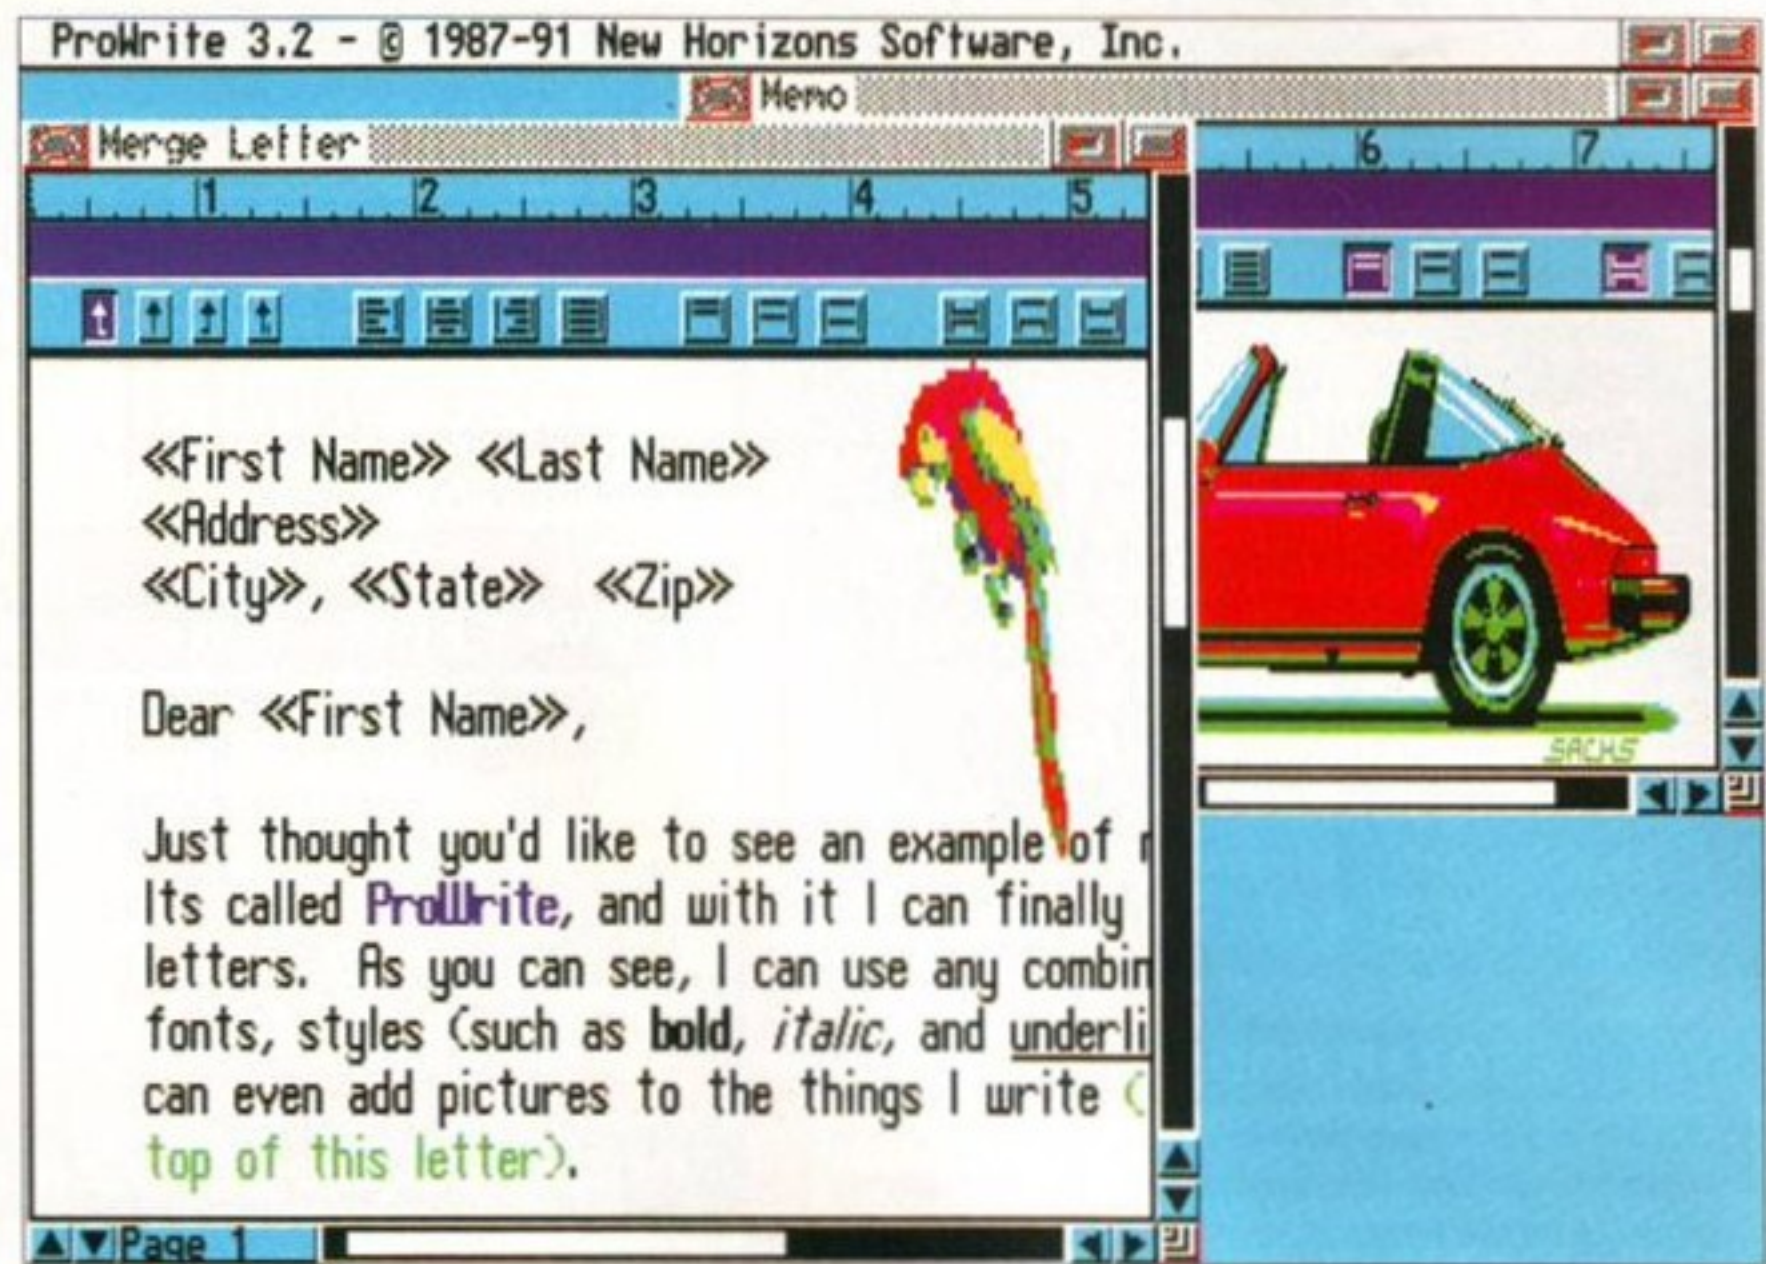 ProWrite 3.2 - © 1987-91 New Horizons Software, Inc.
Memo
Merge Letter
1 2 3 4 5
6 7
«First Name» «Last Name»
«Address»
«City», «State» «Zip»
Dear «First Name»,
Just thought you'd like to see an example of
Its called ProWrite, and with it I can finally
letters. As you can see, I can use any combin
fonts, styles (such as bold, italic, and underli
can even add pictures to the things I write (
top of this letter).
SACHS
Page 1